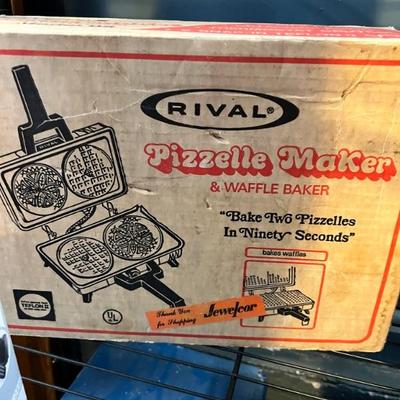 RIVAL®
Pizzelle Maker
& WAFFLE BAKER
"Bake Two Pizzelles
In Ninety Seconds"
bakes waffles
TEFLON II
UL
Thank You
for Shopping
Jewelcor